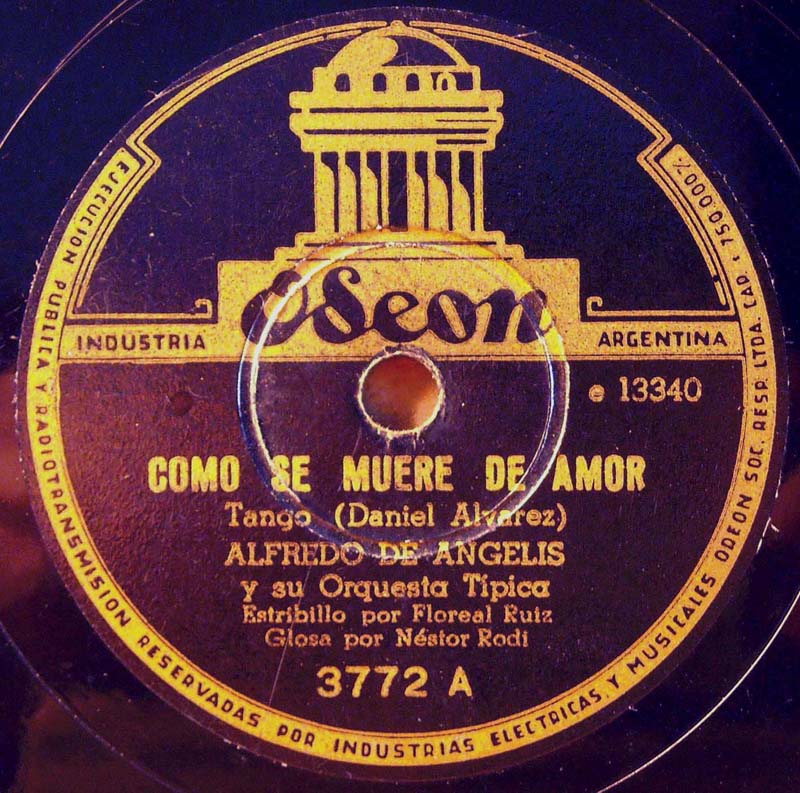 Odeon
INDUSTRIA ARGENTINA
e 13340
COMO SE MUERE DE AMOR
Tango (Daniel Alvarez)
ALFREDO DE ANGELIS
y su Orquesta Típica
Estribillo por Floreal Ruiz
Glosa por Néstor Rodi
3772 A
EJECUCION PUBLICA Y RADIOTRANSMISION RESERVADAS POR INDUSTRIAS ELECTRICAS Y MUSICALES ODEON SOC. RESP. LTDA. CAP. $ 750.000 %